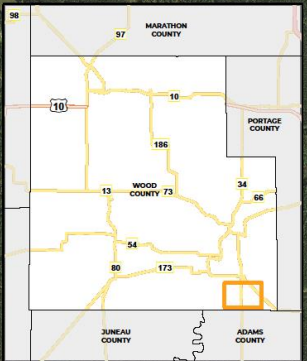 98
MARATHON
COUNTY
97
10
10
PORTAGE
COUNTY
186
34
13
WOOD
COUNTY
73
66
54
80
173
JUNEAU
COUNTY
ADAMS
COUNTY